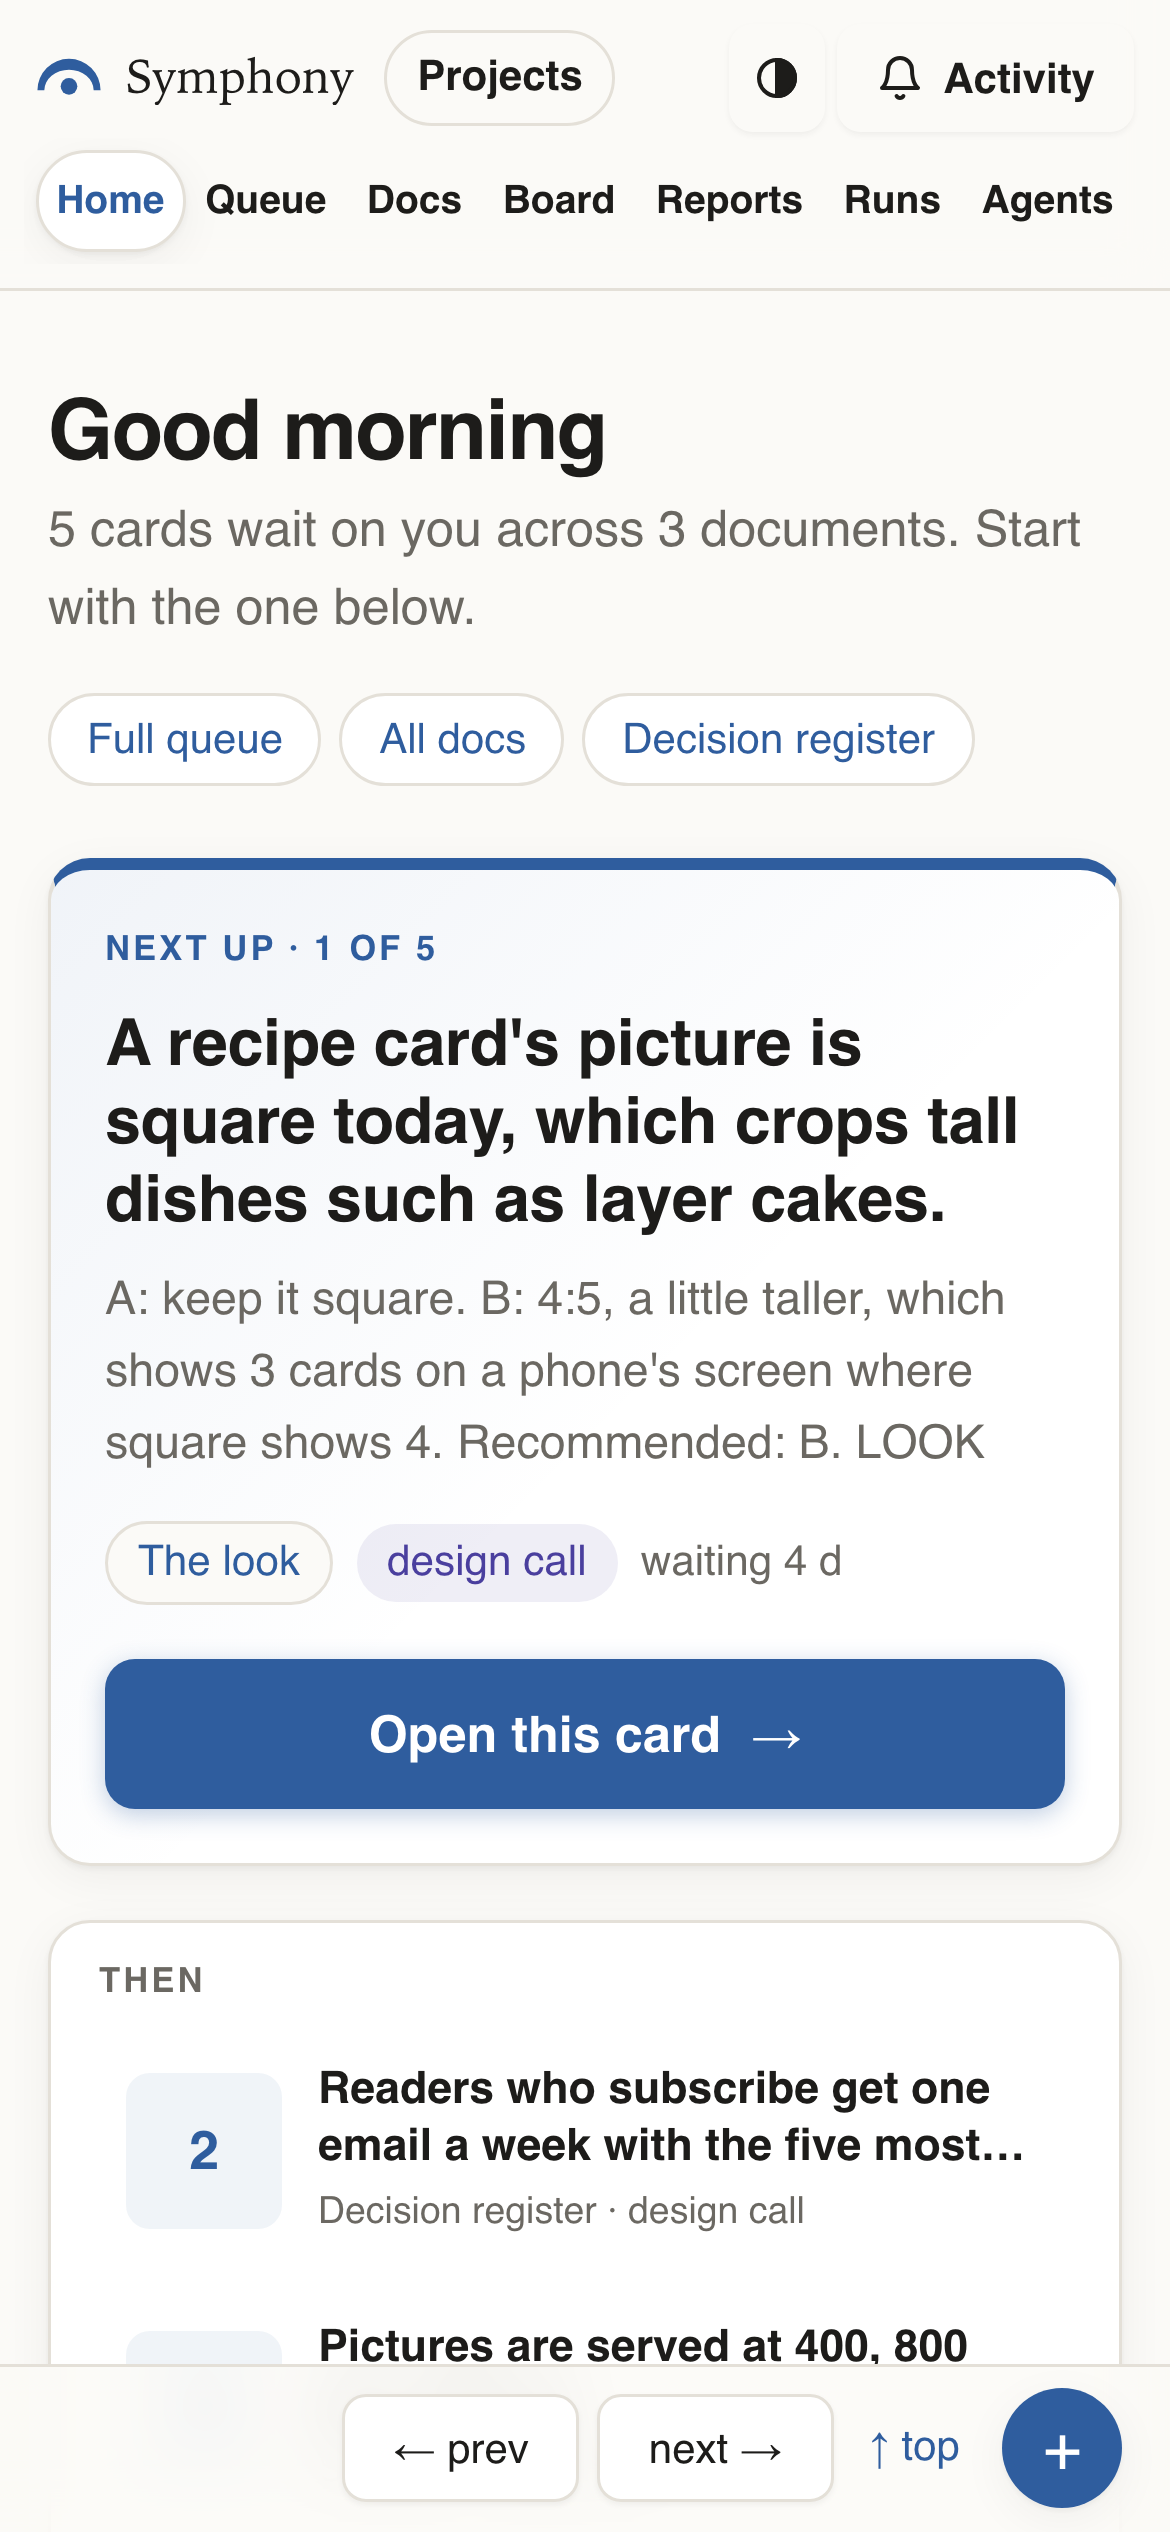 Symphony Projects Activity
Home Queue Docs Board Reports Runs Agents
Good morning
5 cards wait on you across 3 documents. Start
with the one below.
Full queue All docs Decision register
NEXT UP · 1 OF 5
A recipe card's picture is
square today, which crops tall
dishes such as layer cakes.
A: keep it square. B: 4:5, a little taller, which
shows 3 cards on a phone's screen where
square shows 4. Recommended: B. LOOK
The look design call waiting 4 d
Open this card →
THEN
2
Readers who subscribe get one
email a week with the five most…
Decision register · design call
Pictures are served at 400, 800
← prev next → ↑ top +